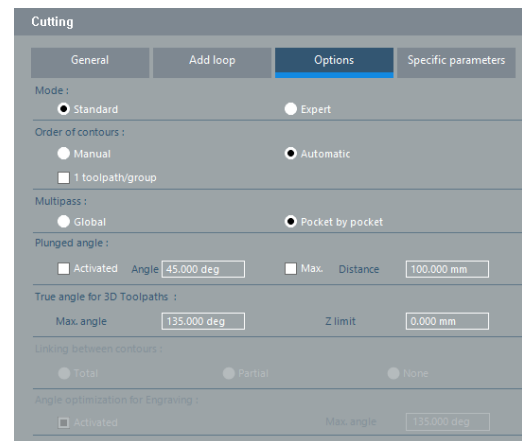 Cutting
General Add loop Options Specific parameters
Mode :
Standard Expert
Order of contours :
Manual Automatic
1 toolpath/group
Multipass :
Global Pocket by pocket
Plunged angle :
Activated Angle 45.000 deg Max. Distance 100.000 mm
True angle for 3D Toolpaths :
Max. angle 135.000 deg Z limit 0.000 mm
Linking between contours :
Total Partial None
Angle optimization for Engraving :
Activated Max. angle 135.000 deg